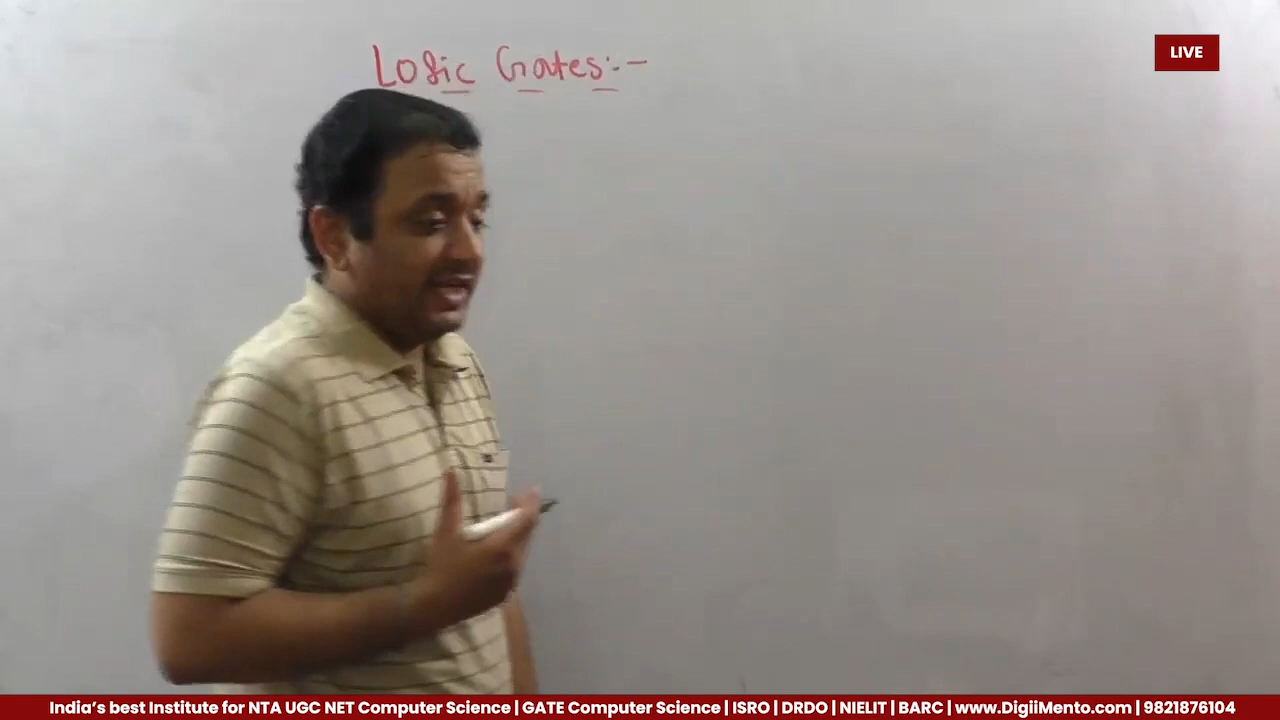 Logic Gates:-
LIVE
India's best Institute for NTA UGC NET Computer Science | GATE Computer Science | ISRO | DRDO | NIELIT | BARC | www.DigiiMento.com | 9821876104